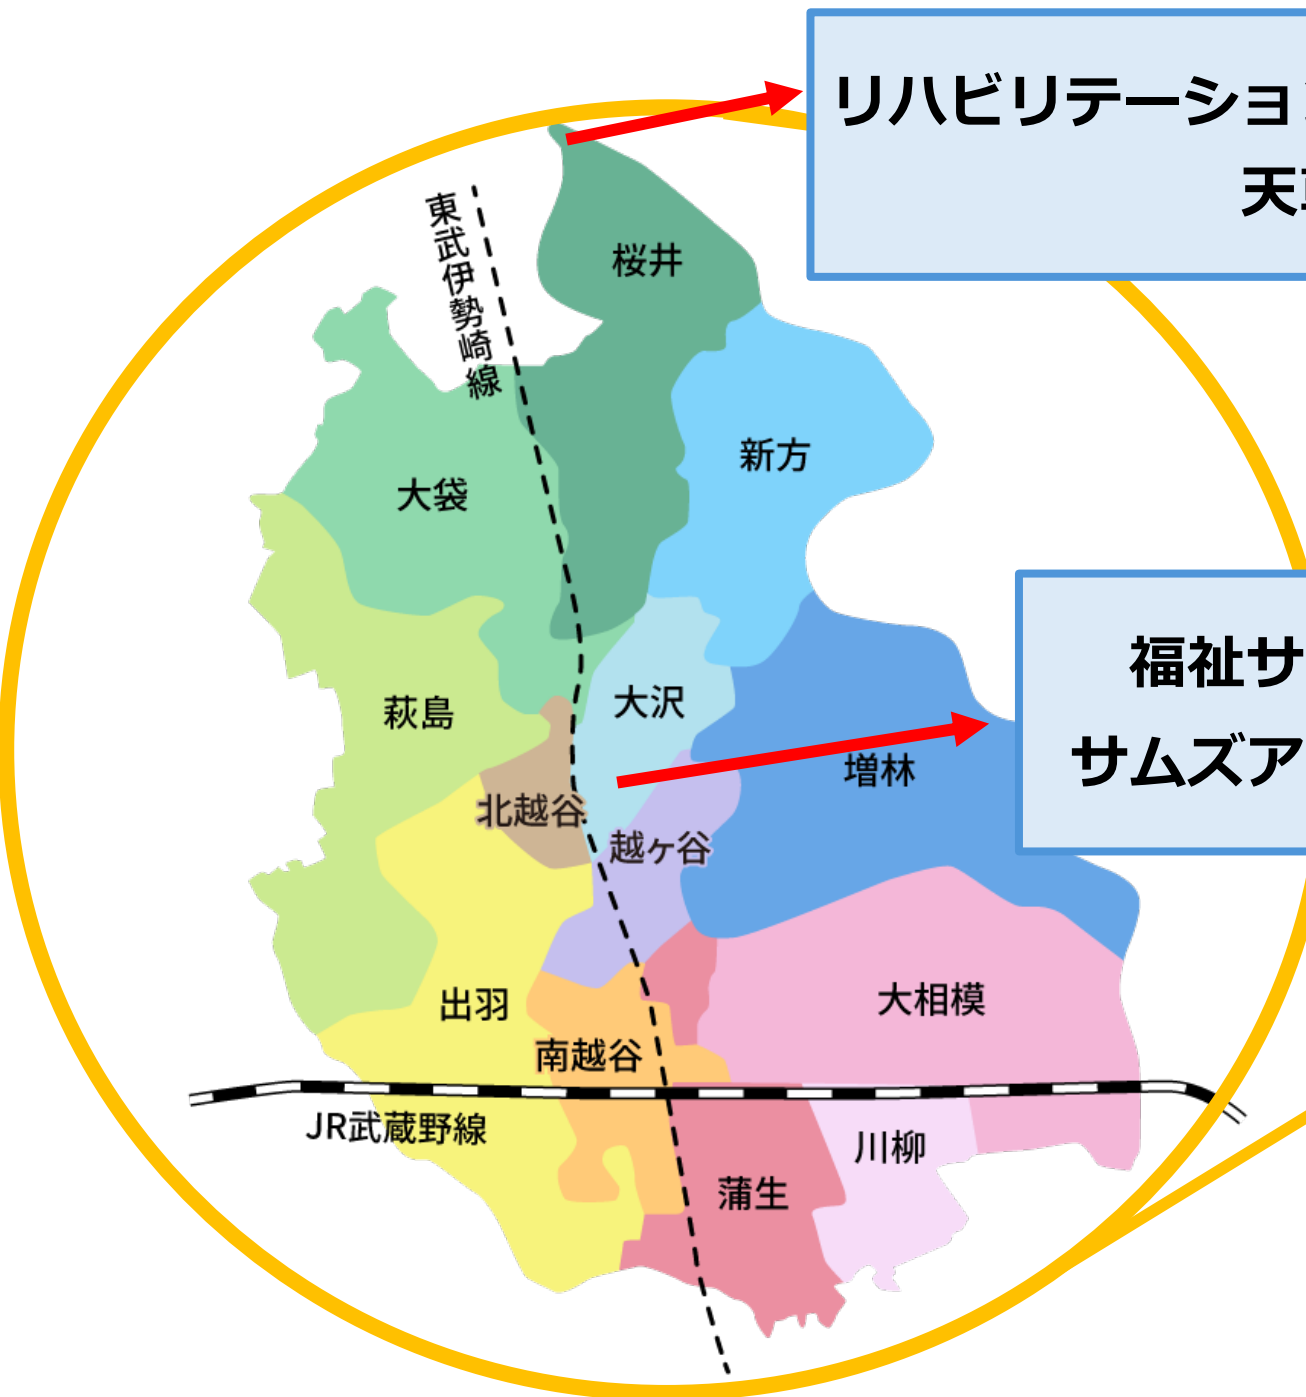 リハビリテーショ
天
東武伊勢崎線
桜井
新方
大袋
福祉サ
大沢
萩島
サムズア
増林
北越谷
越ヶ谷
大相模
出羽
南越谷
JR武蔵野線
川柳
蒲生